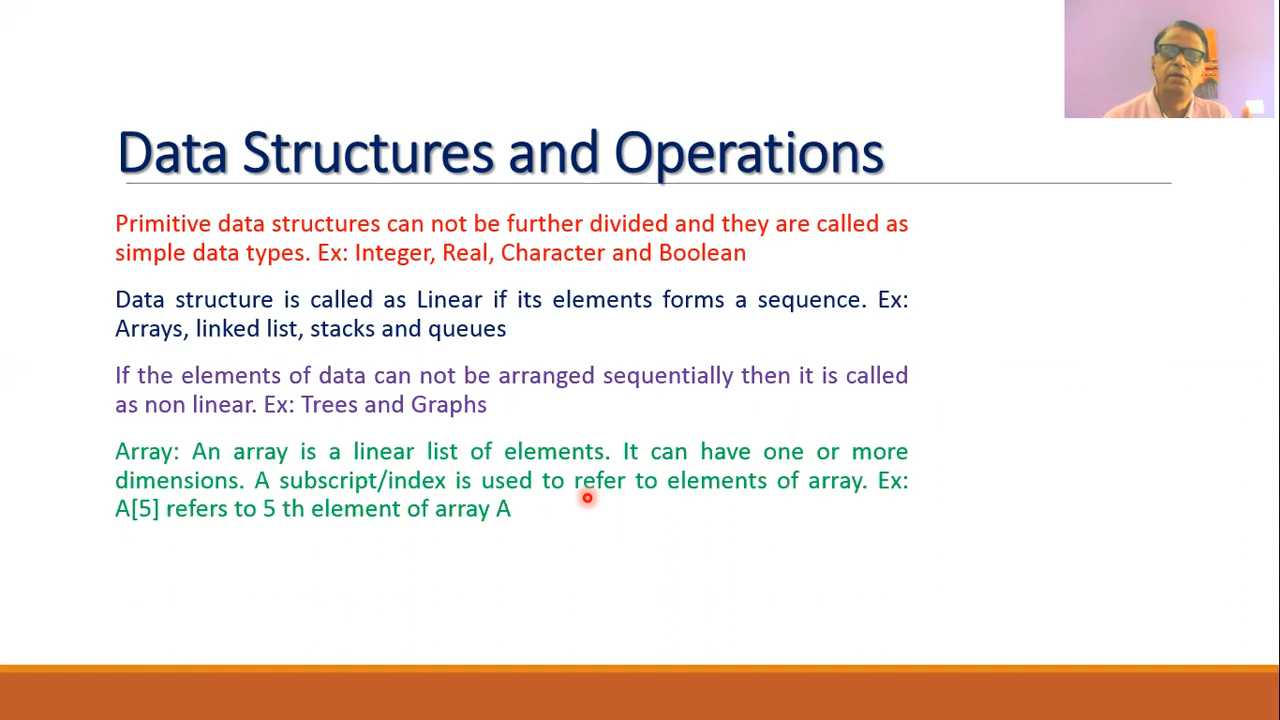 Data Structures and Operations
Primitive data structures can not be further divided and they are called as
simple data types. Ex: Integer, Real, Character and Boolean
Data structure is called as Linear if its elements forms a sequence. Ex:
Arrays, linked list, stacks and queues
If the elements of data can not be arranged sequentially then it is called
as non linear. Ex: Trees and Graphs
Array: An array is a linear list of elements. It can have one or more
dimensions. A subscript/index is used to refer to elements of array. Ex:
A[5] refers to 5 th element of array A